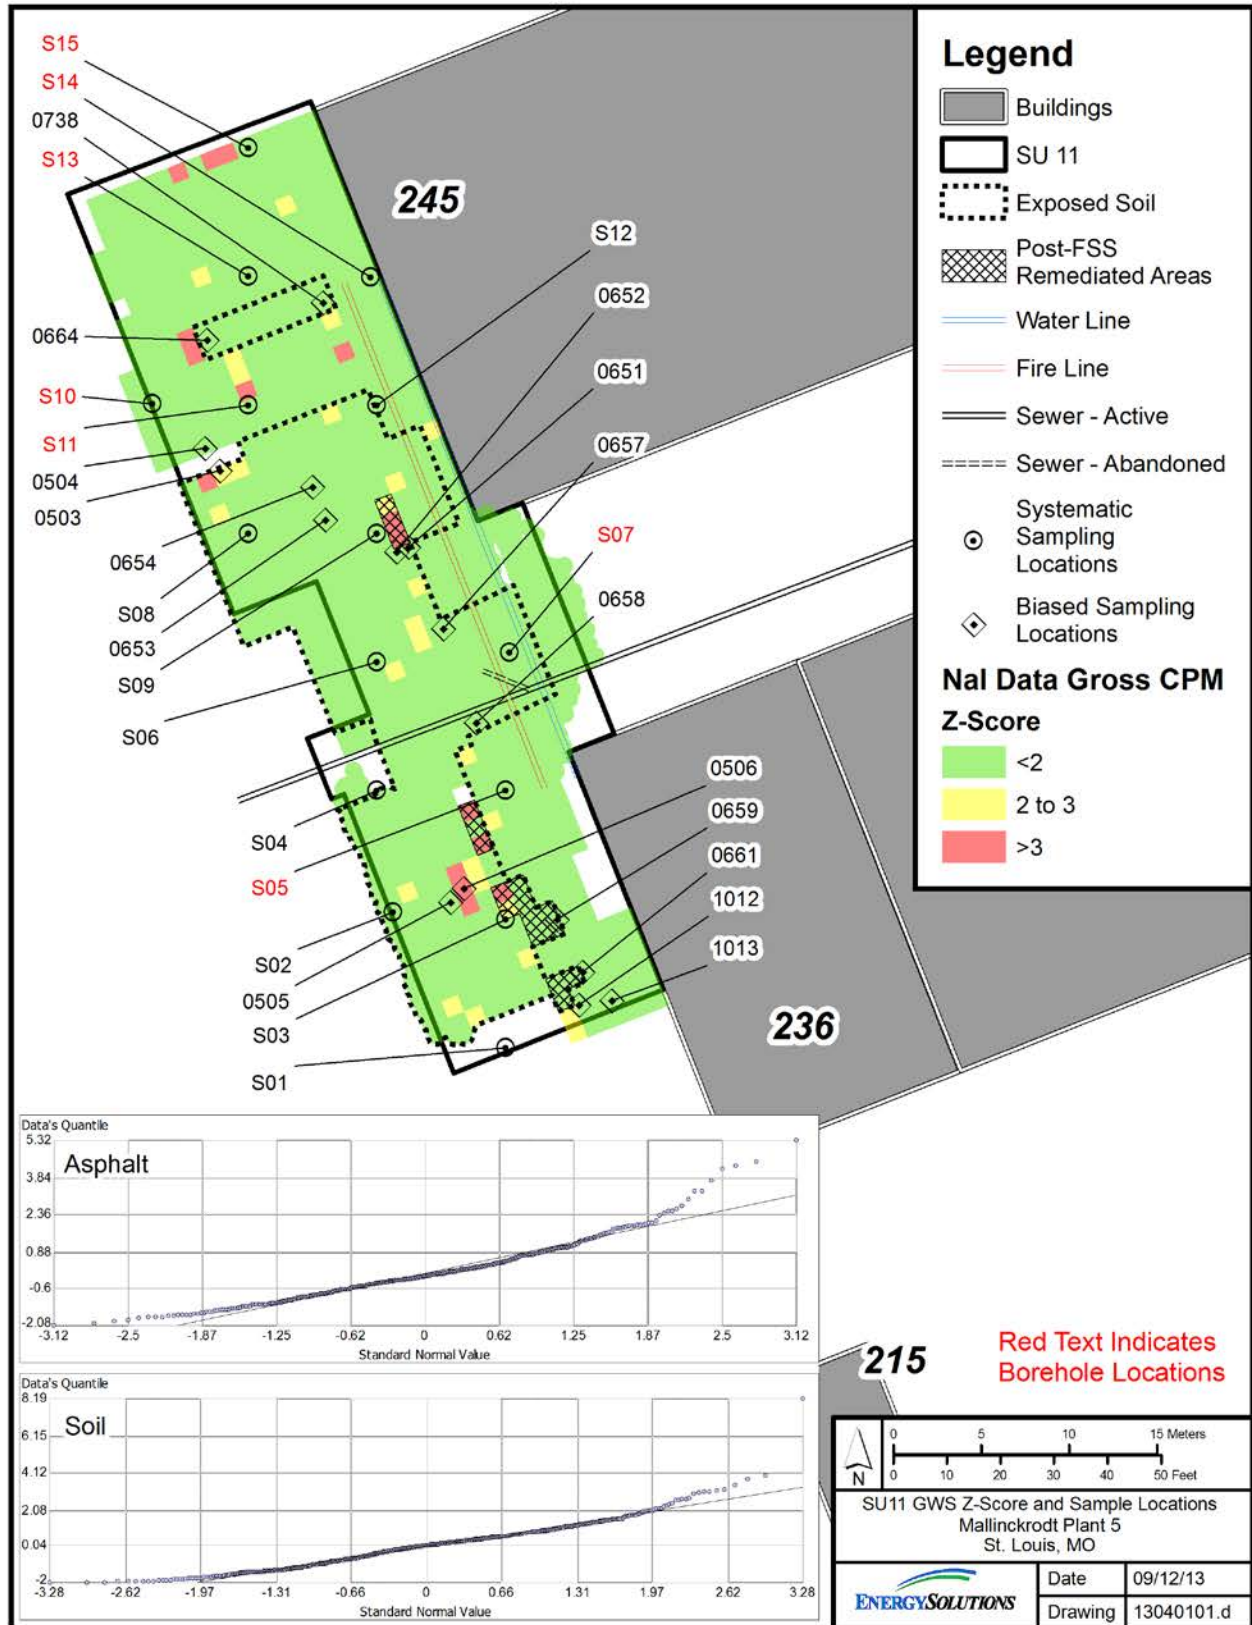 S15
S14
0738
S13
245
S12
0652
0651
0657
S07
0658
0664
S10
S11
0504
0503
0654
S08
0653
S09
S06
S04
S05
0506
0659
0661
1012
1013
S02
0505
S03
S01
236
Legend
Buildings
SU 11
Exposed Soil
Post-FSS
Remediated Areas
Water Line
Fire Line
Sewer - Active
Sewer - Abandoned
Systematic
Sampling
Locations
Biased Sampling
Locations
NaI Data Gross CPM
Z-Score
<2
2 to 3
>3
Data's Quantile
Asphalt
5.32
3.84
2.36
0.88
-0.6
-2.08
-3.12 -2.5 -1.87 -1.25 -0.62 0 0.62 1.25 1.87 2.5 3.12
Standard Normal Value
Data's Quantile
Soil
8.19
6.15
4.12
2.08
0.04
-2
-3.28 -2.62 -1.97 -1.31 -0.66 0 0.66 1.31 1.97 2.62 3.28
Standard Normal Value
215
Red Text Indicates
Borehole Locations
N
0 5 10 15 Meters
0 10 20 30 40 50 Feet
SU11 GWS Z-Score and Sample Locations
Mallinckrodt Plant 5
St. Louis, MO
ENERGYSOLUTIONS
Date 09/12/13
Drawing 13040101.d